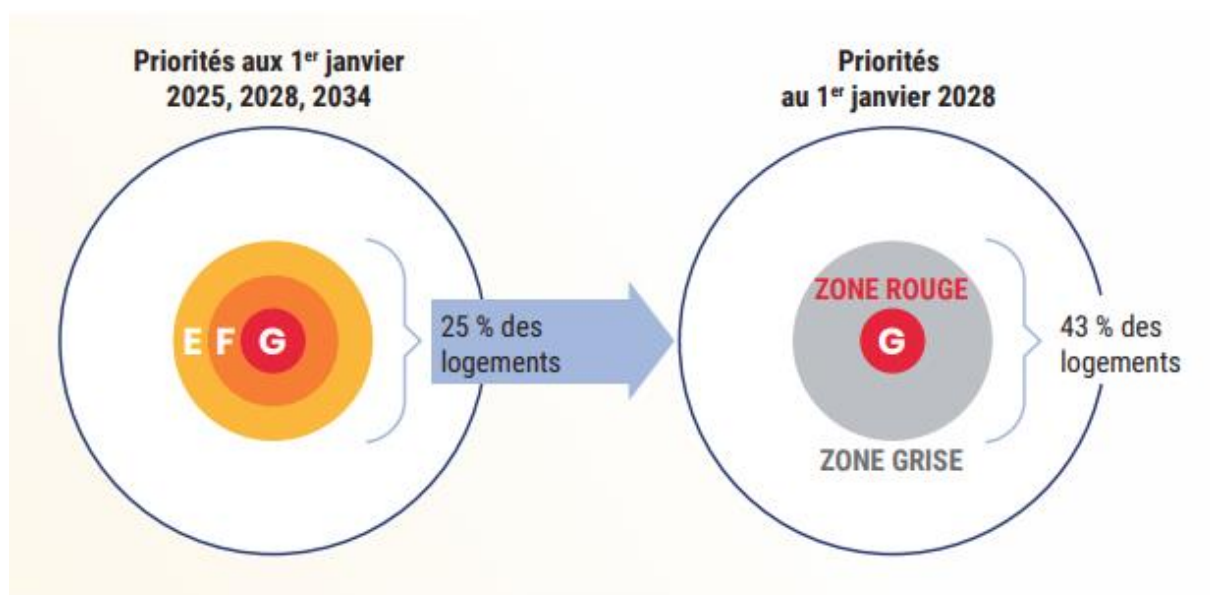 Priorités aux 1er janvier
2025, 2028, 2034
E F G
25 % des
logements
Priorités
au 1er janvier 2028
ZONE ROUGE
G
ZONE GRISE
43 % des
logements